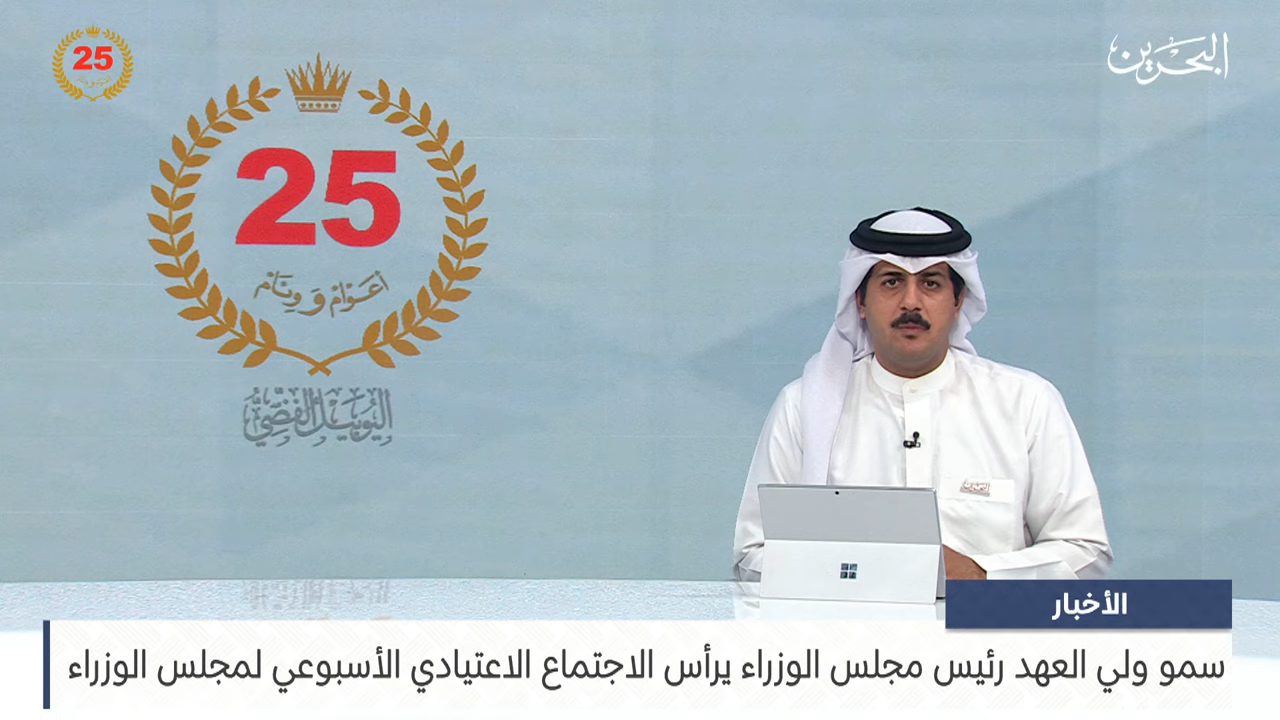 25
البحرين
25
أعوام و وئام
اليوبيل الفضي
الأخبار
سمو ولي العهد رئيس مجلس الوزراء يرأس الاجتماع الاعتيادي الأسبوعي لمجلس الوزراء